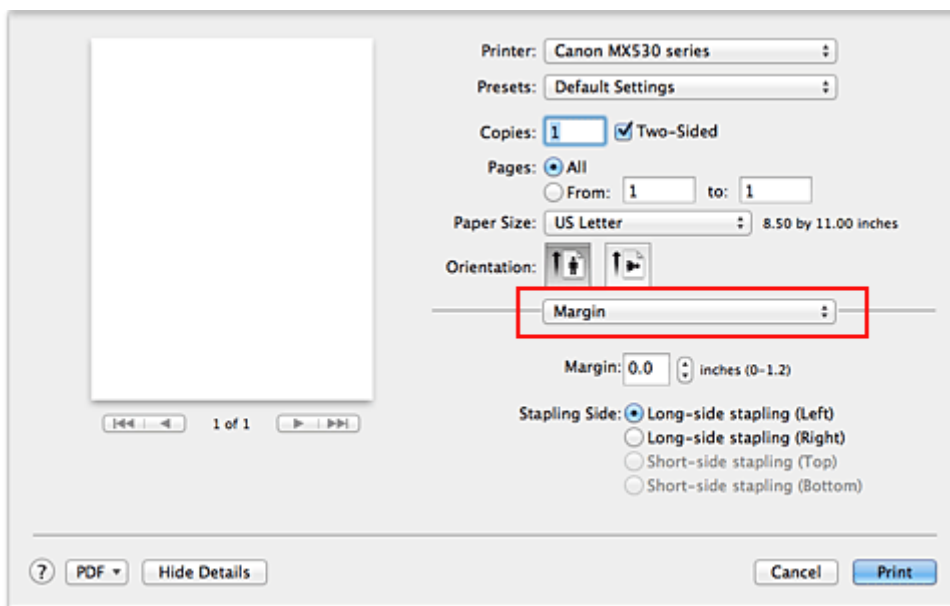 Printer: Canon MX530 series
Presets: Default Settings
Copies: 1 Two-Sided
Pages: All
From: 1 to: 1
Paper Size: US Letter 8.50 by 11.00 inches
Orientation:
Margin
Margin: 0.0 inches (0-1.2)
1 of 1
Stapling Side: Long-side stapling (Left)
Long-side stapling (Right)
Short-side stapling (Top)
Short-side stapling (Bottom)
? PDF Hide Details Cancel Print